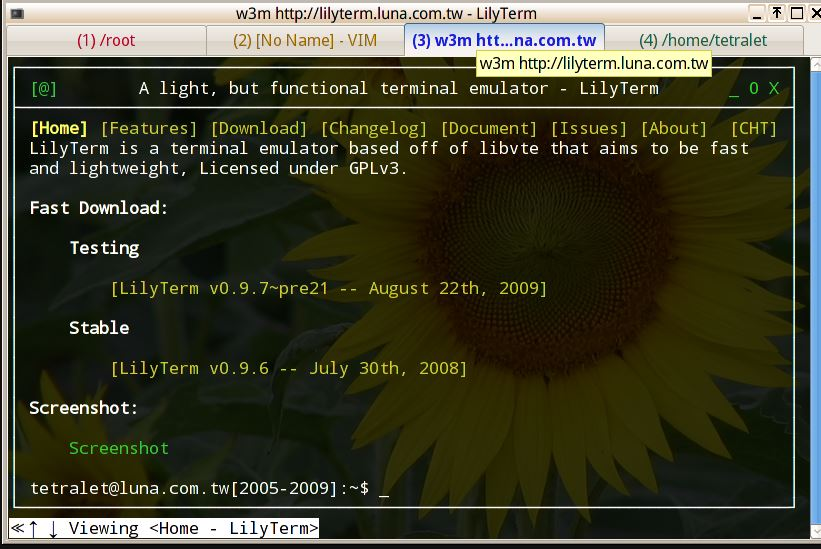 w3m http://lilyterm.luna.com.tw - LilyTerm
(1) /root (2) [No Name] - VIM (3) w3m htt...na.com.tw (4) /home/tetralet
w3m http://lilyterm.luna.com.tw
[@] A light, but functional terminal emulator - LilyTerm _ O X
[Home] [Features] [Download] [Changelog] [Document] [Issues] [About] [CHT]
LilyTerm is a terminal emulator based off of libvte that aims to be fast
and lightweight, Licensed under GPLv3.
Fast Download:
Testing
[LilyTerm v0.9.7~pre21 -- August 22th, 2009]
Stable
[LilyTerm v0.9.6 -- July 30th, 2008]
Screenshot:
Screenshot
tetralet@luna.com.tw[2005-2009]:~$ _
≪↑ ↓ Viewing <Home - LilyTerm>